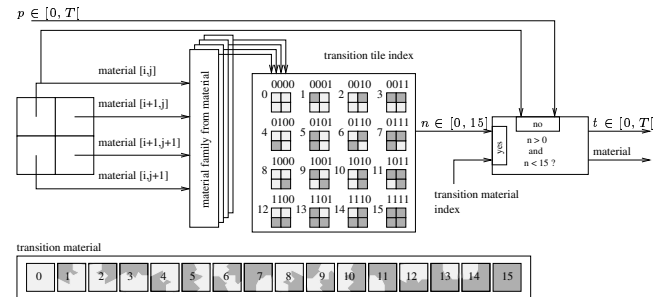 p ∈ [0, T[
transition tile index
material [i,j]
material [i+1,j]
material [i+1,j+1]
material [i,j+1]
material family from material
0000 0001 0010 0011
0 1 2 3
0100 0101 0110 0111
4 5 6 7
1000 1001 1010 1011
8 9 10 11
1100 1101 1110 1111
12 13 14 15
n ∈ [0, 15]
transition material
index
yes
no
n > 0
and
n < 15 ?
t ∈ [0, T[
material
transition material
0 1 2 3 4 5 6 7 8 9 10 11 12 13 14 15